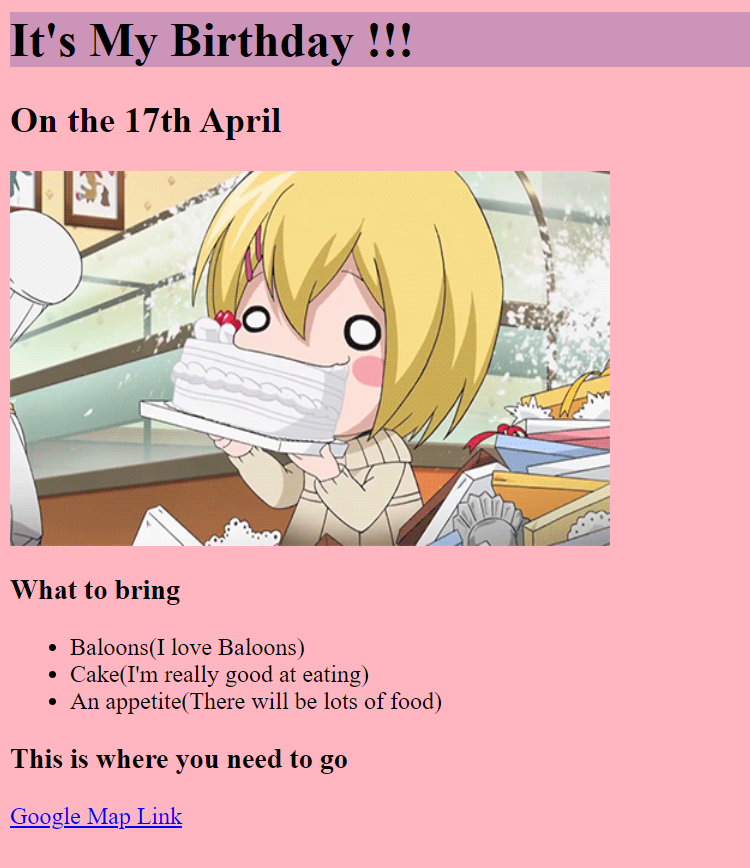 It's My Birthday !!!
On the 17th April
What to bring
Baloons(I love Baloons)
Cake(I'm really good at eating)
An appetite(There will be lots of food)
This is where you need to go
Google Map Link